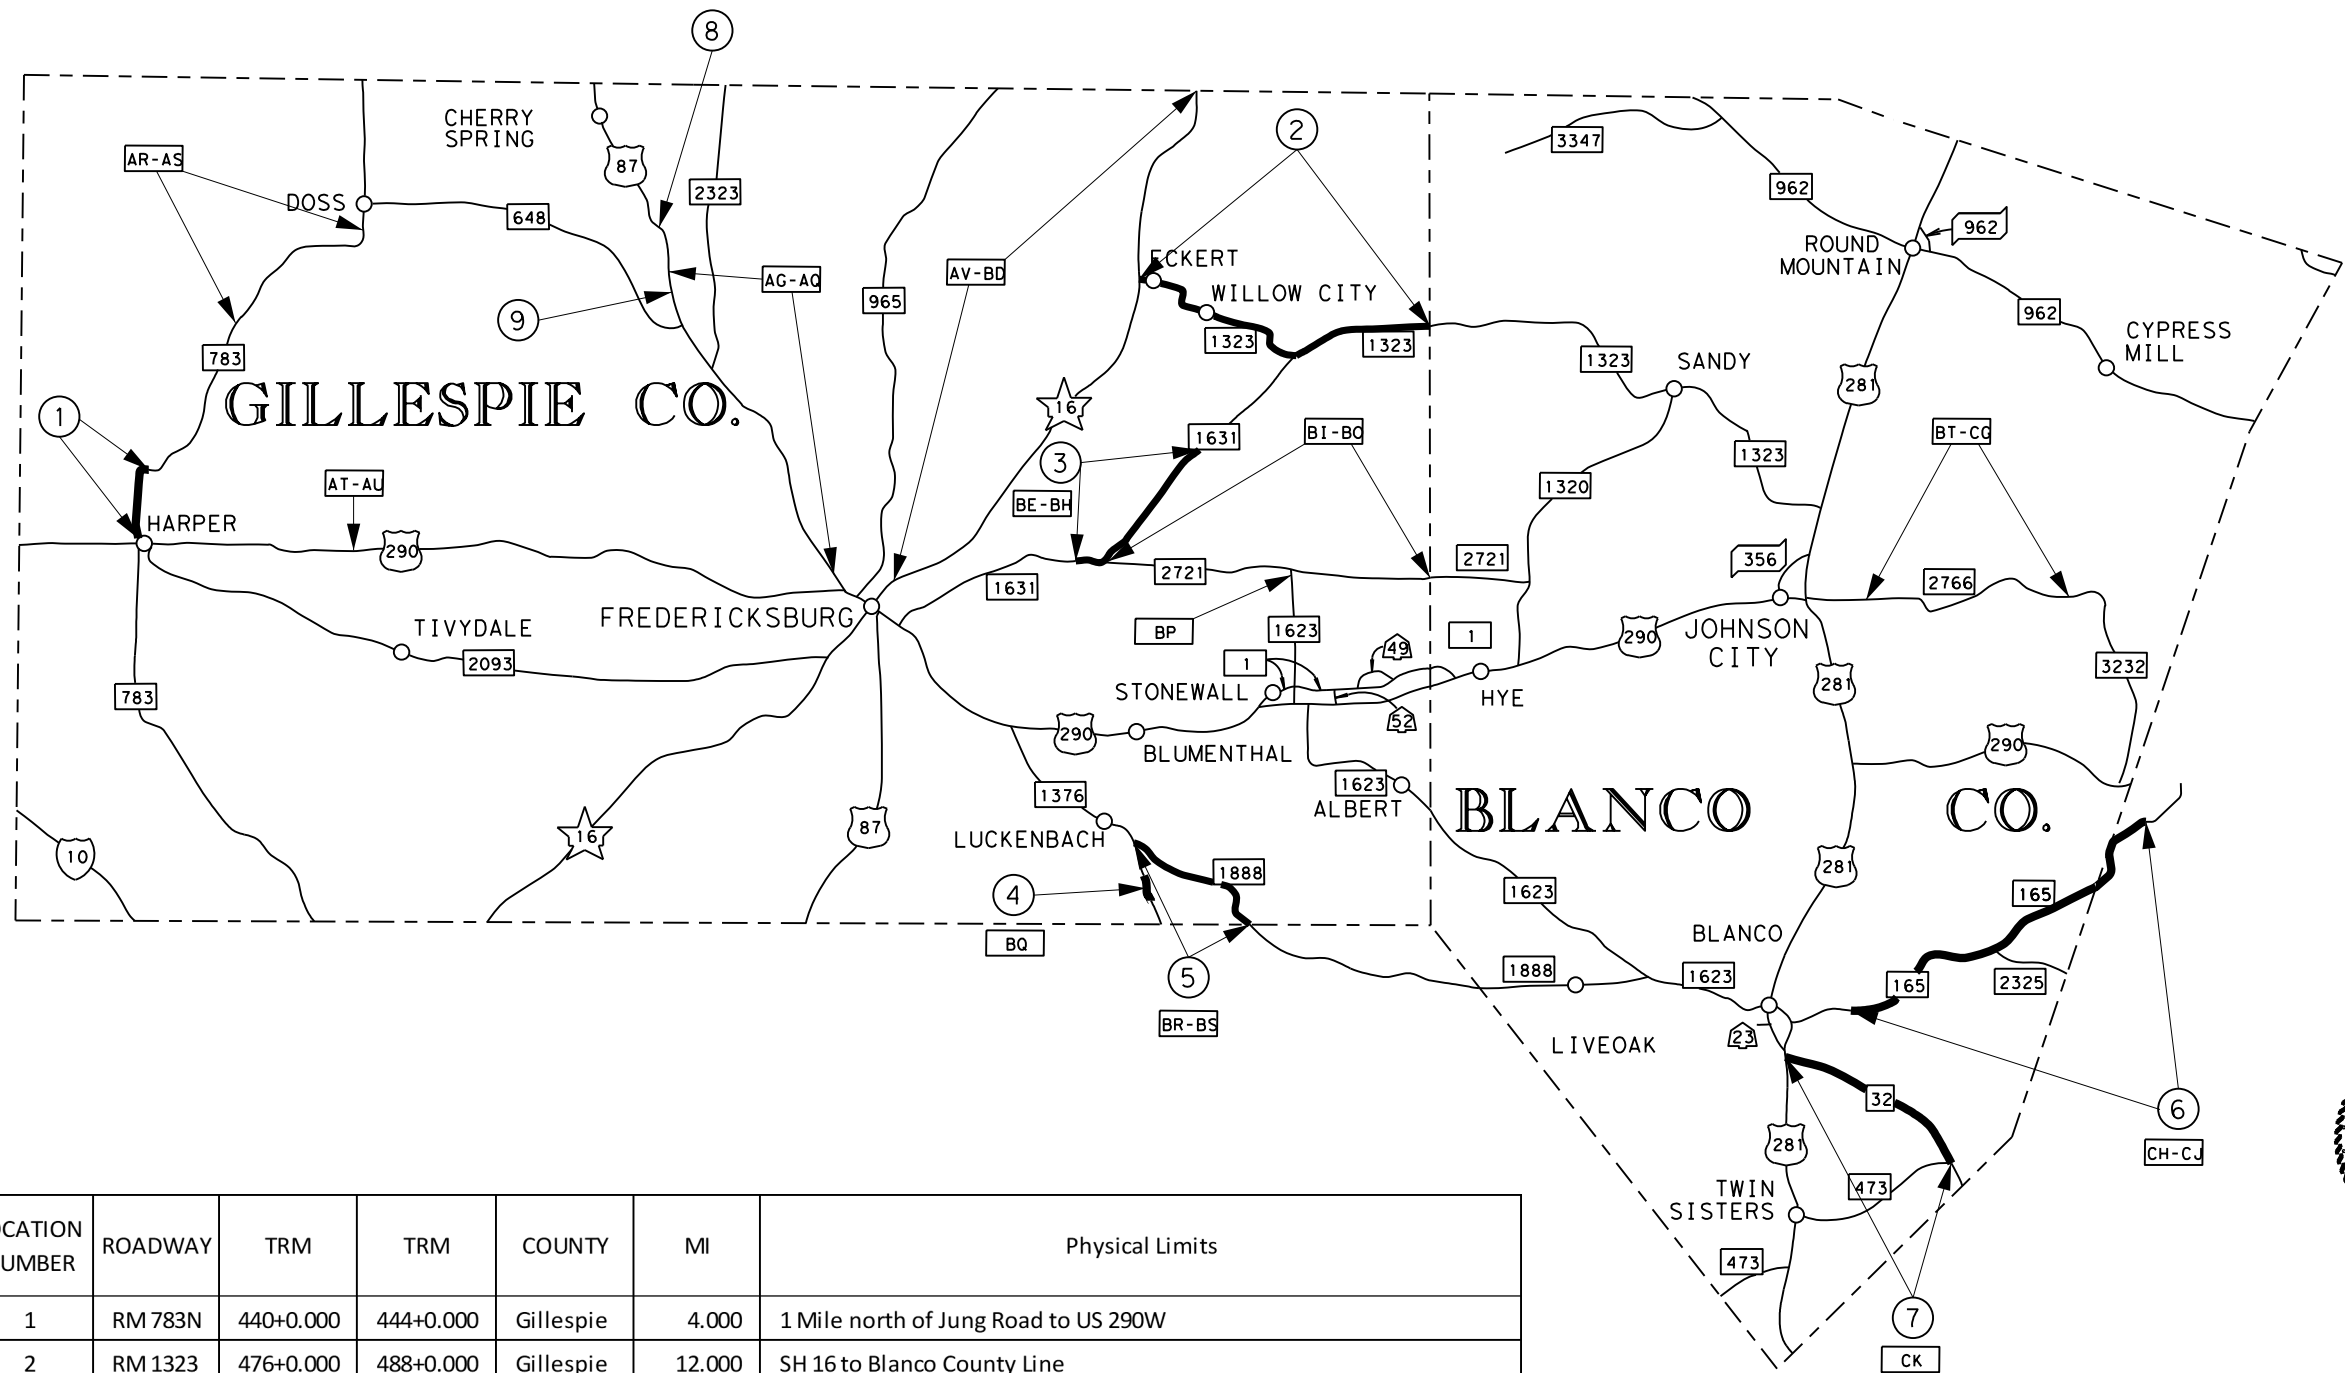 8
CHERRY
SPRING
2
3347
87
AR-AS
2323
962
DOSS
648
962
ROUND
MOUNTAIN
ECKERT
AG-AQ
AV-BD
WILLOW CITY
965
9
962
CYPRESS
MILL
1323
1323
783
1323
SANDY
GILLESPIE CO.
281
1
16
1631
BI-BO
BT-CG
3
1323
AT-AU
1320
BE-BH
HARPER
290
2721
2721
356
1631
2766
FREDERICKSBURG
TIVYDALE
BP
1623
1
290
JOHNSON
CITY
49
2093
1
3232
STONEWALL
HYE
281
783
52
290
290
BLUMENTHAL
1376
1623
ALBERT
BLANCO CO.
16
87
LUCKENBACH
10
281
1888
4
1623
165
BQ
BLANCO
5
1888
1623
165
2325
BR-BS
23
LIVEOAK
32
6
281
CH-CJ
TWIN
SISTERS
473
473
7
CK
OCATION
UMBER
ROADWAY
TRM
TRM
COUNTY
MI
Physical Limits
1 RM 783N 440+0.000 444+0.000 Gillespie 4.000 1 Mile north of Jung Road to US 290W
2 RM 1323 476+0.000 488+0.000 Gillespie 12.000 SH 16 to Blanco County Line